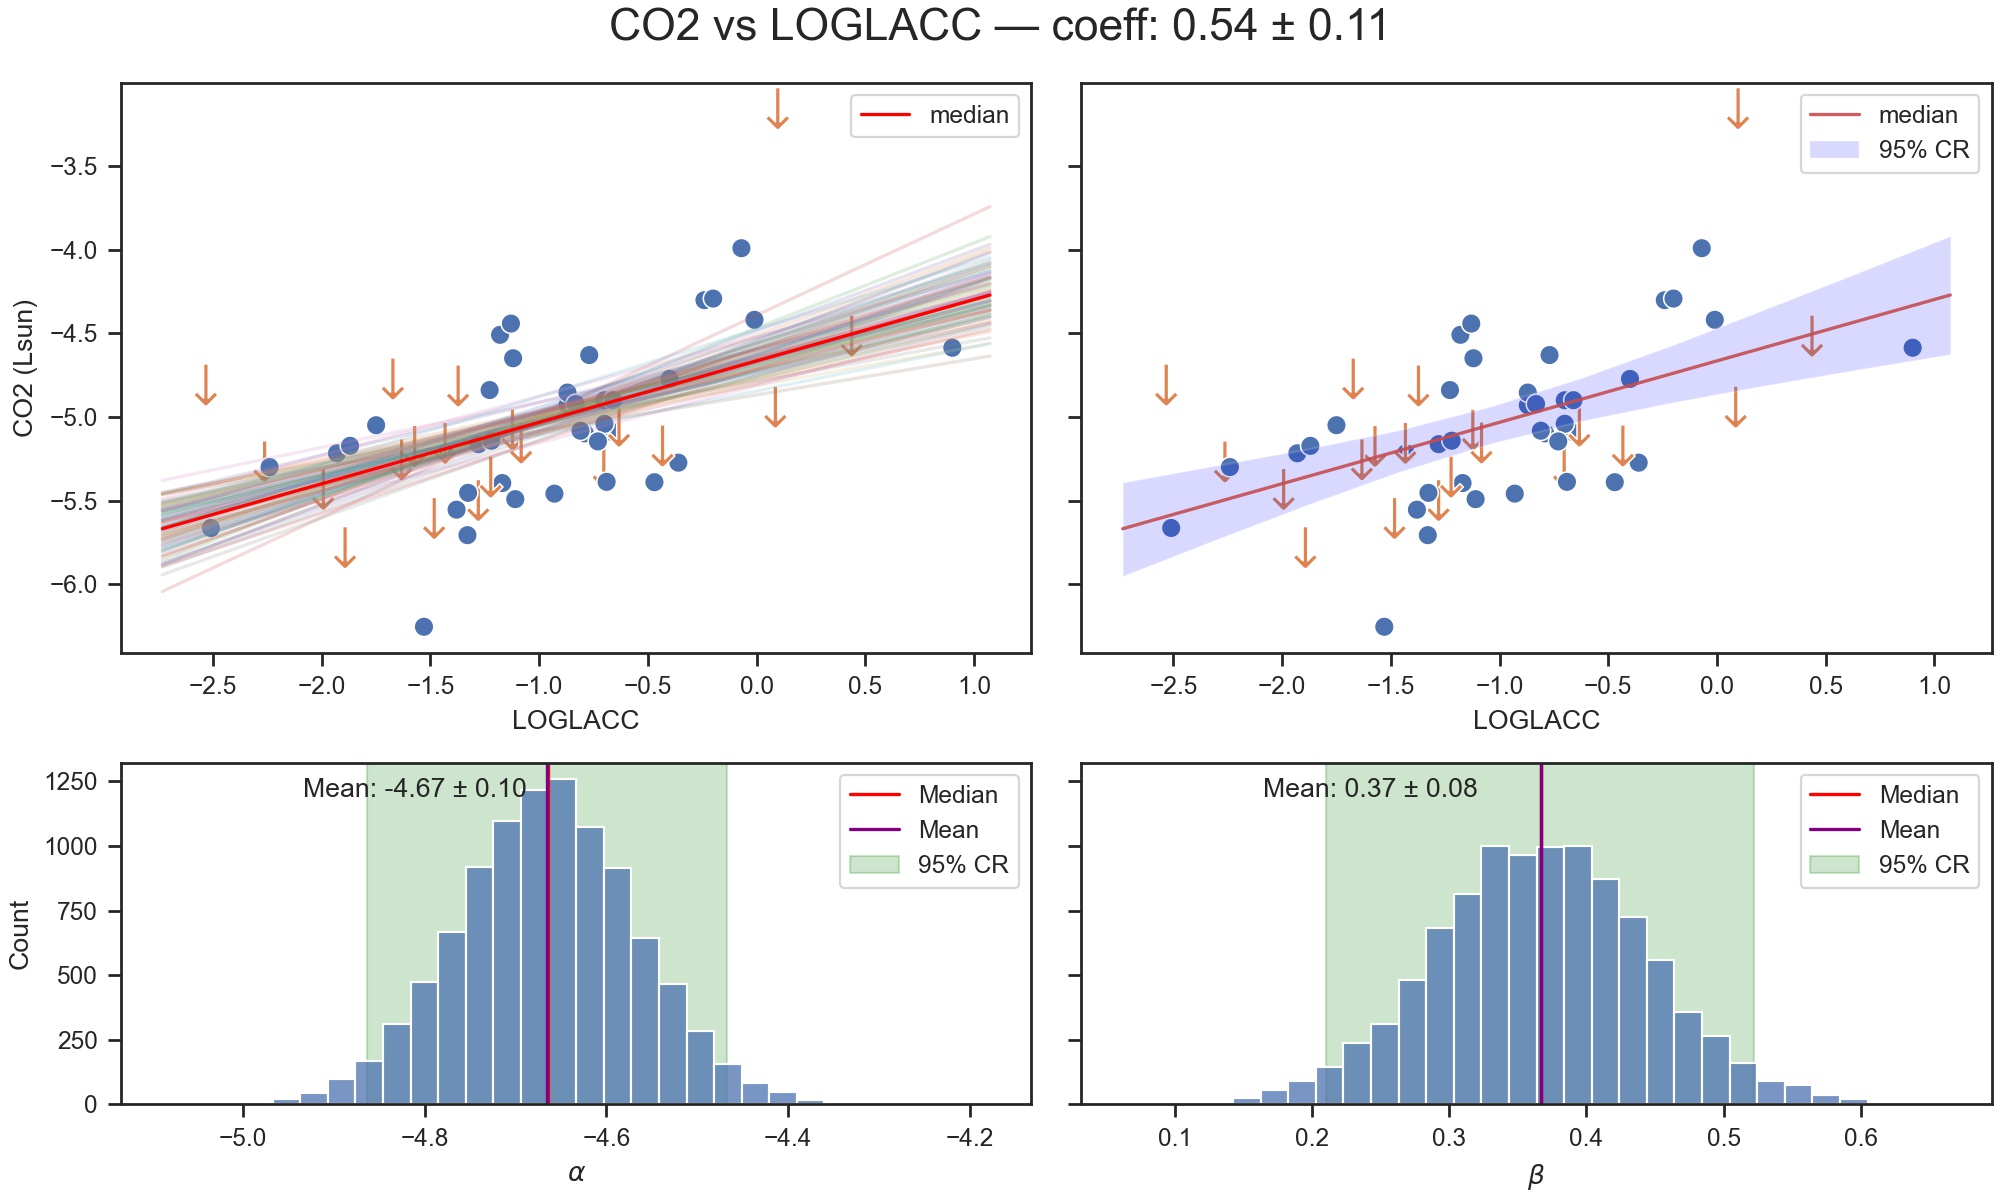 CO2 vs LOGLACC — coeff: 0.54 ± 0.11
median
−3.5
−4.0
−4.5
−5.0
−5.5
−6.0
CO2 (Lsun)
−2.5 −2.0 −1.5 −1.0 −0.5 0.0 0.5 1.0
LOGLACC
median
95% CR
−2.5 −2.0 −1.5 −1.0 −0.5 0.0 0.5 1.0
LOGLACC
Mean: -4.67 ± 0.10
Median
Mean
95% CR
1250
1000
750
500
250
0
Count
−5.0 −4.8 −4.6 −4.4 −4.2
α
Mean: 0.37 ± 0.08
Median
Mean
95% CR
0.1 0.2 0.3 0.4 0.5 0.6
β